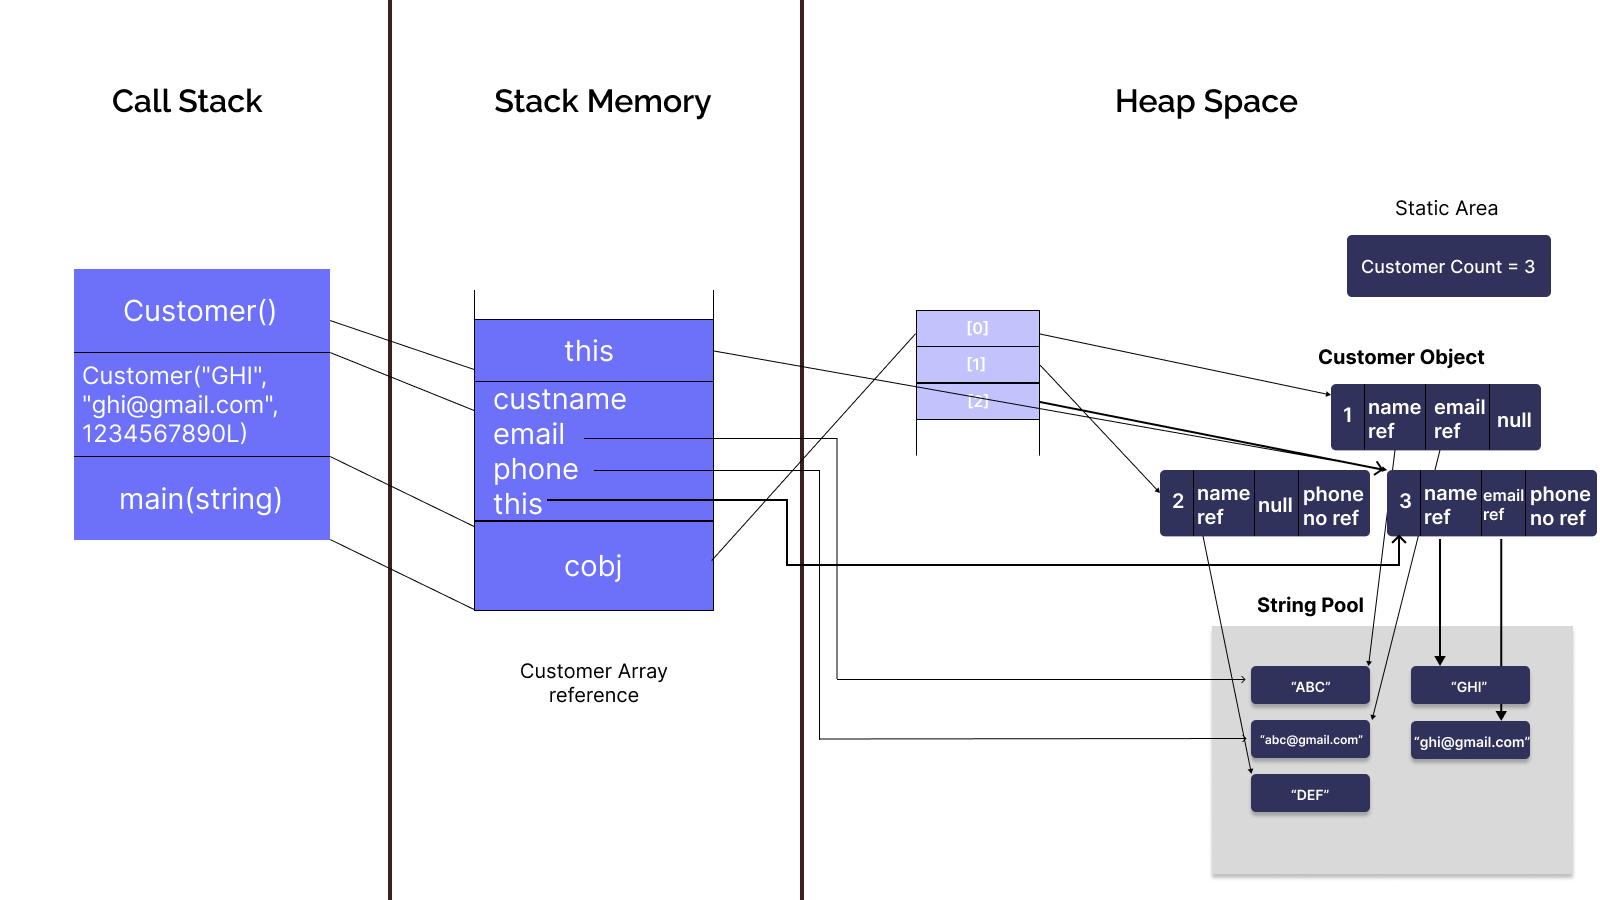 Call Stack
Stack Memory
Heap Space
Customer()
Customer("GHI",
"ghi@gmail.com",
1234567890L)
main(string)
this
custname
email
phone
this
cobj
Customer Array
reference
[0]
[1]
[2]
Static Area
Customer Count = 3
Customer Object
1
name
ref
email
ref
null
2
name
ref
null
phone
no ref
3
name
ref
email
ref
phone
no ref
String Pool
“ABC”
“GHI”
“abc@gmail.com”
“ghi@gmail.com”
“DEF”